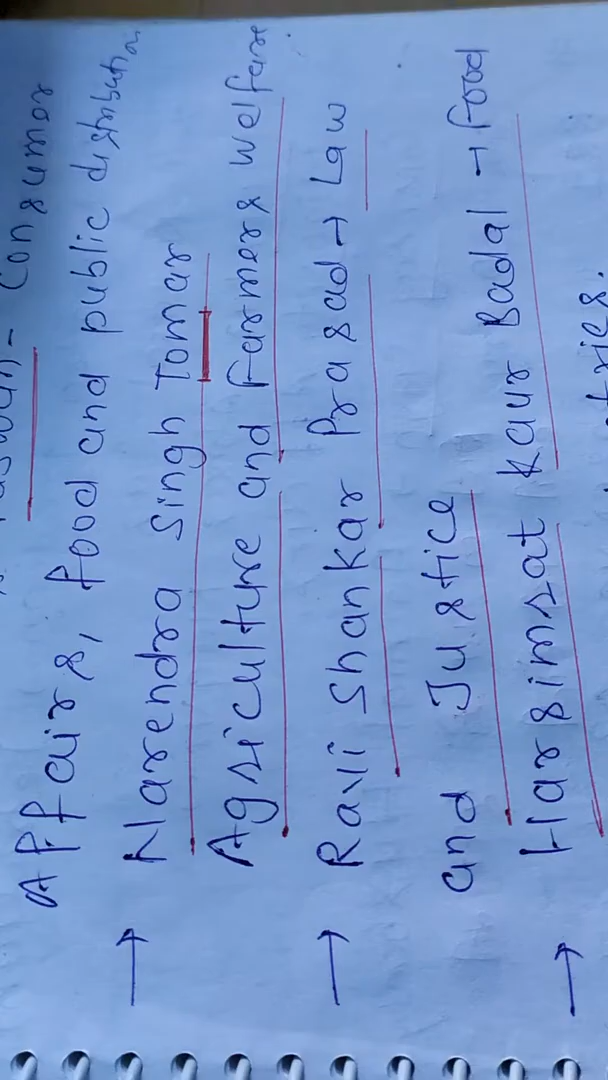 - Consumer
Affairs, food and public distribution
→ Narendra Singh Tomar
Agriculture and Farmers welfare
→ Ravi Shankar Prasad → Law
and Justice
→ Harsimrat Kaur Badal → Food